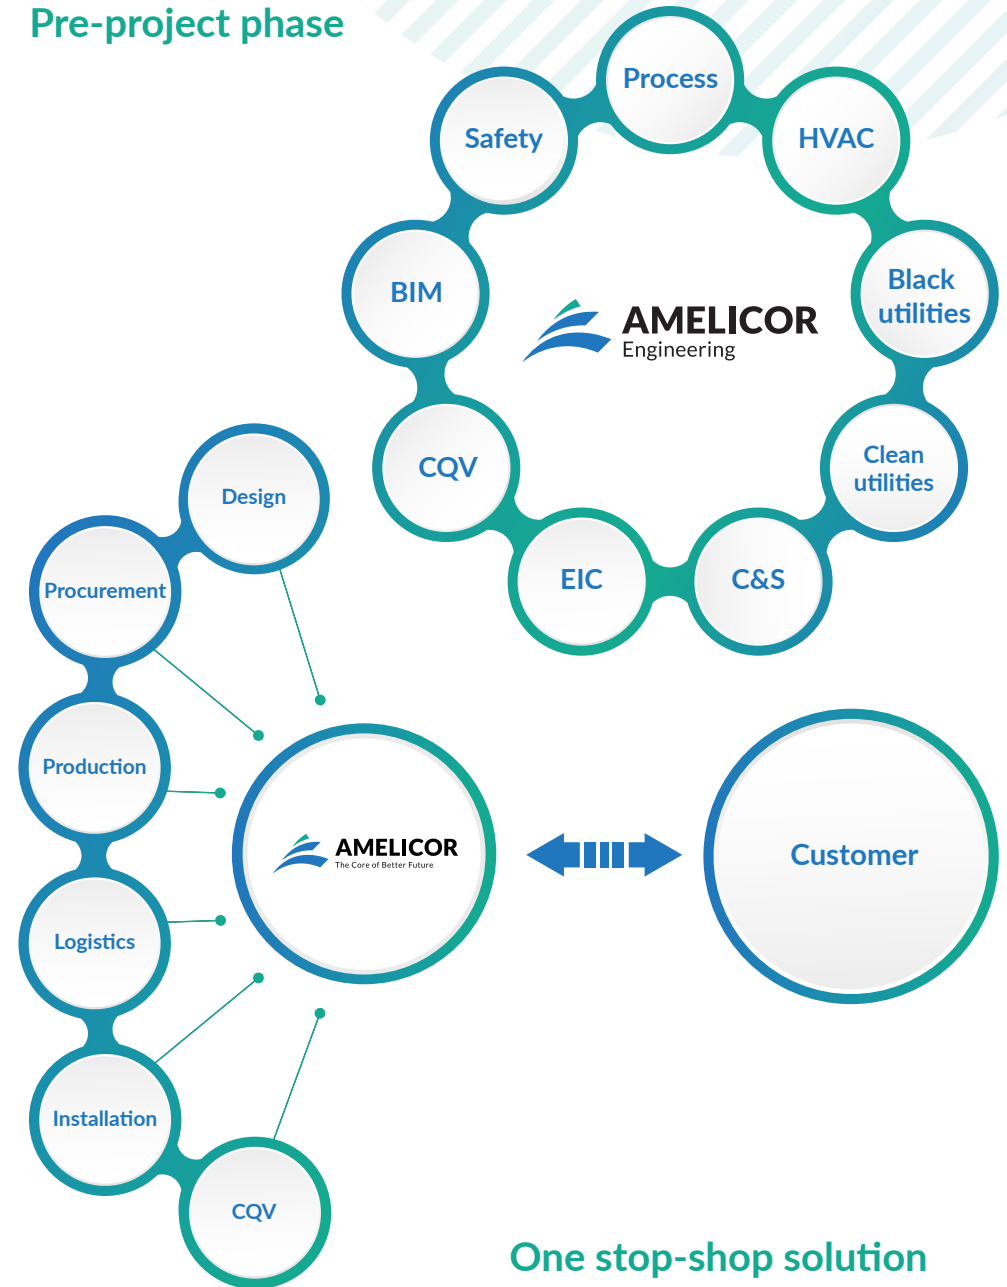 Pre-project phase
Process
Safety
HVAC
BIM
Black
utilities
AMELICOR
Engineering
CQV
Clean
utilities
EIC
C&S
Design
Procurement
Production
Logistics
Installation
CQV
AMELICOR
The Core of Better Future
Customer
One stop-shop solution